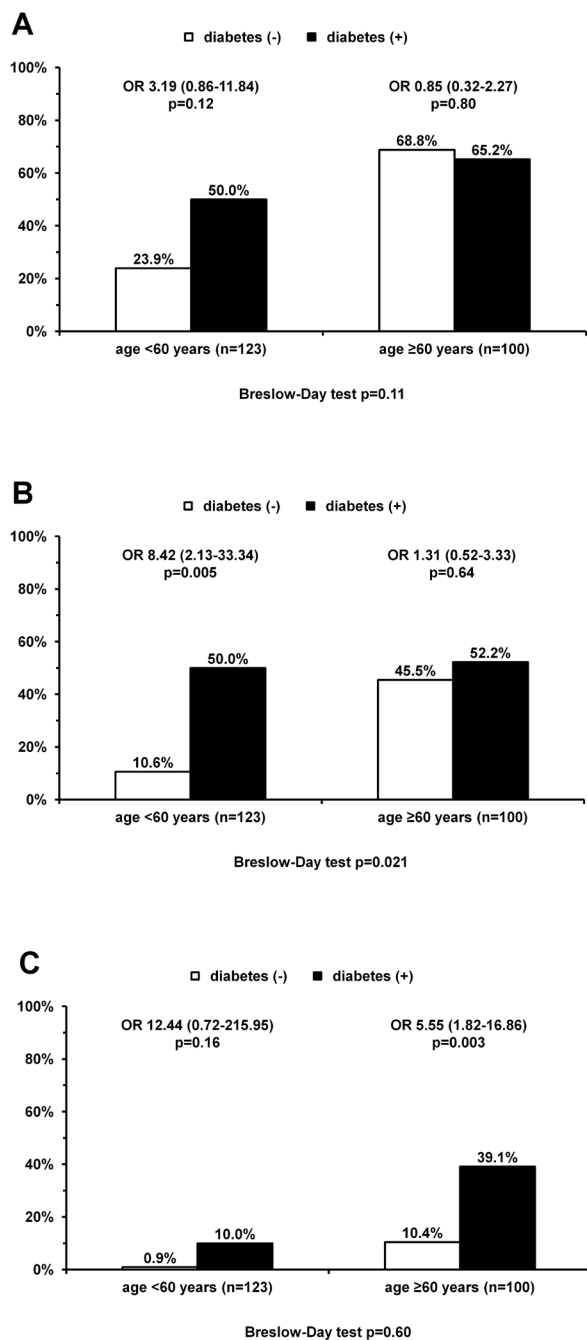 A
diabetes (-) diabetes (+)
100%
80%
60%
40%
20%
0%
OR 3.19 (0.86-11.84)
p=0.12
OR 0.85 (0.32-2.27)
p=0.80
23.9%
50.0%
68.8%
65.2%
age <60 years (n=123)
age ≥60 years (n=100)
Breslow-Day test p=0.11
B
diabetes (-) diabetes (+)
100%
80%
60%
40%
20%
0%
OR 8.42 (2.13-33.34)
p=0.005
OR 1.31 (0.52-3.33)
p=0.64
10.6%
50.0%
45.5%
52.2%
age <60 years (n=123)
age ≥60 years (n=100)
Breslow-Day test p=0.021
C
diabetes (-) diabetes (+)
100%
80%
60%
40%
20%
0%
OR 12.44 (0.72-215.95)
p=0.16
OR 5.55 (1.82-16.86)
p=0.003
0.9%
10.0%
10.4%
39.1%
age <60 years (n=123)
age ≥60 years (n=100)
Breslow-Day test p=0.60